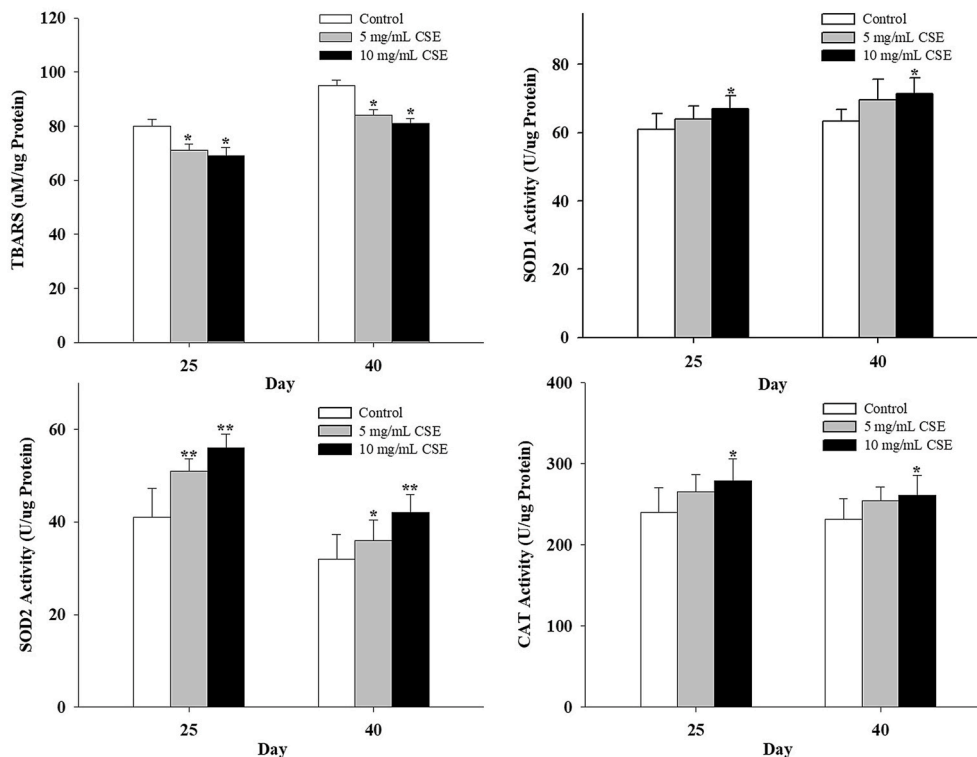 120
100
80
60
40
20
0
TBARS (uM/ug Protein)
Control
5 mg/mL CSE
10 mg/mL CSE
*
*
*
*
25
40
Day
80
60
40
20
0
SOD1 Activity (U/ug Protein)
Control
5 mg/mL CSE
10 mg/mL CSE
*
*
25
40
Day
60
40
20
0
SOD2 Activity (U/ug Protein)
Control
5 mg/mL CSE
10 mg/mL CSE
**
**
*
**
25
40
Day
400
300
200
100
0
CAT Activity (U/ug Protein)
Control
5 mg/mL CSE
10 mg/mL CSE
*
*
25
40
Day